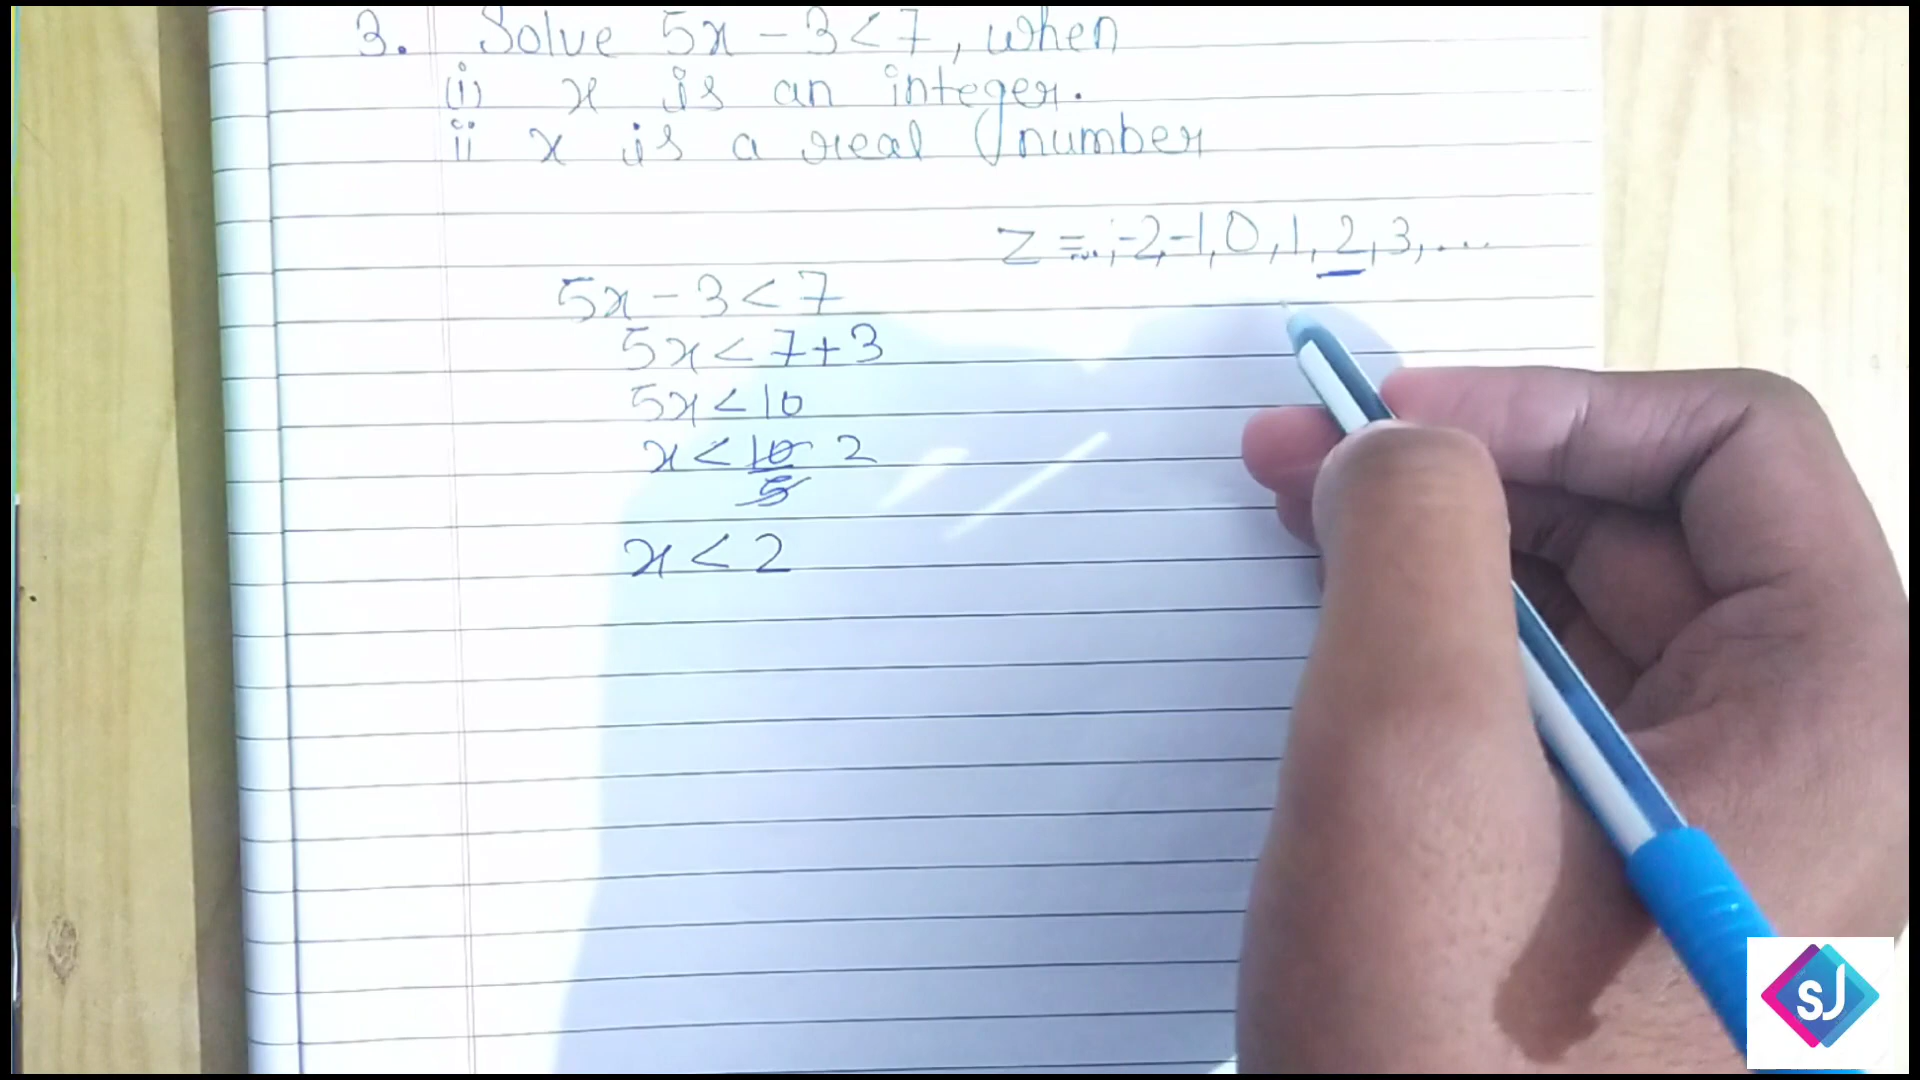 3. Solve 5x - 3 < 7, when
(i) x is an integer.
ii x is a real number
Z = ..., -2, -1, 0, 1, 2, 3, ...
5x - 3 < 7
5x < 7 + 3
5x < 10
x < 10 2
5
x < 2
SJ